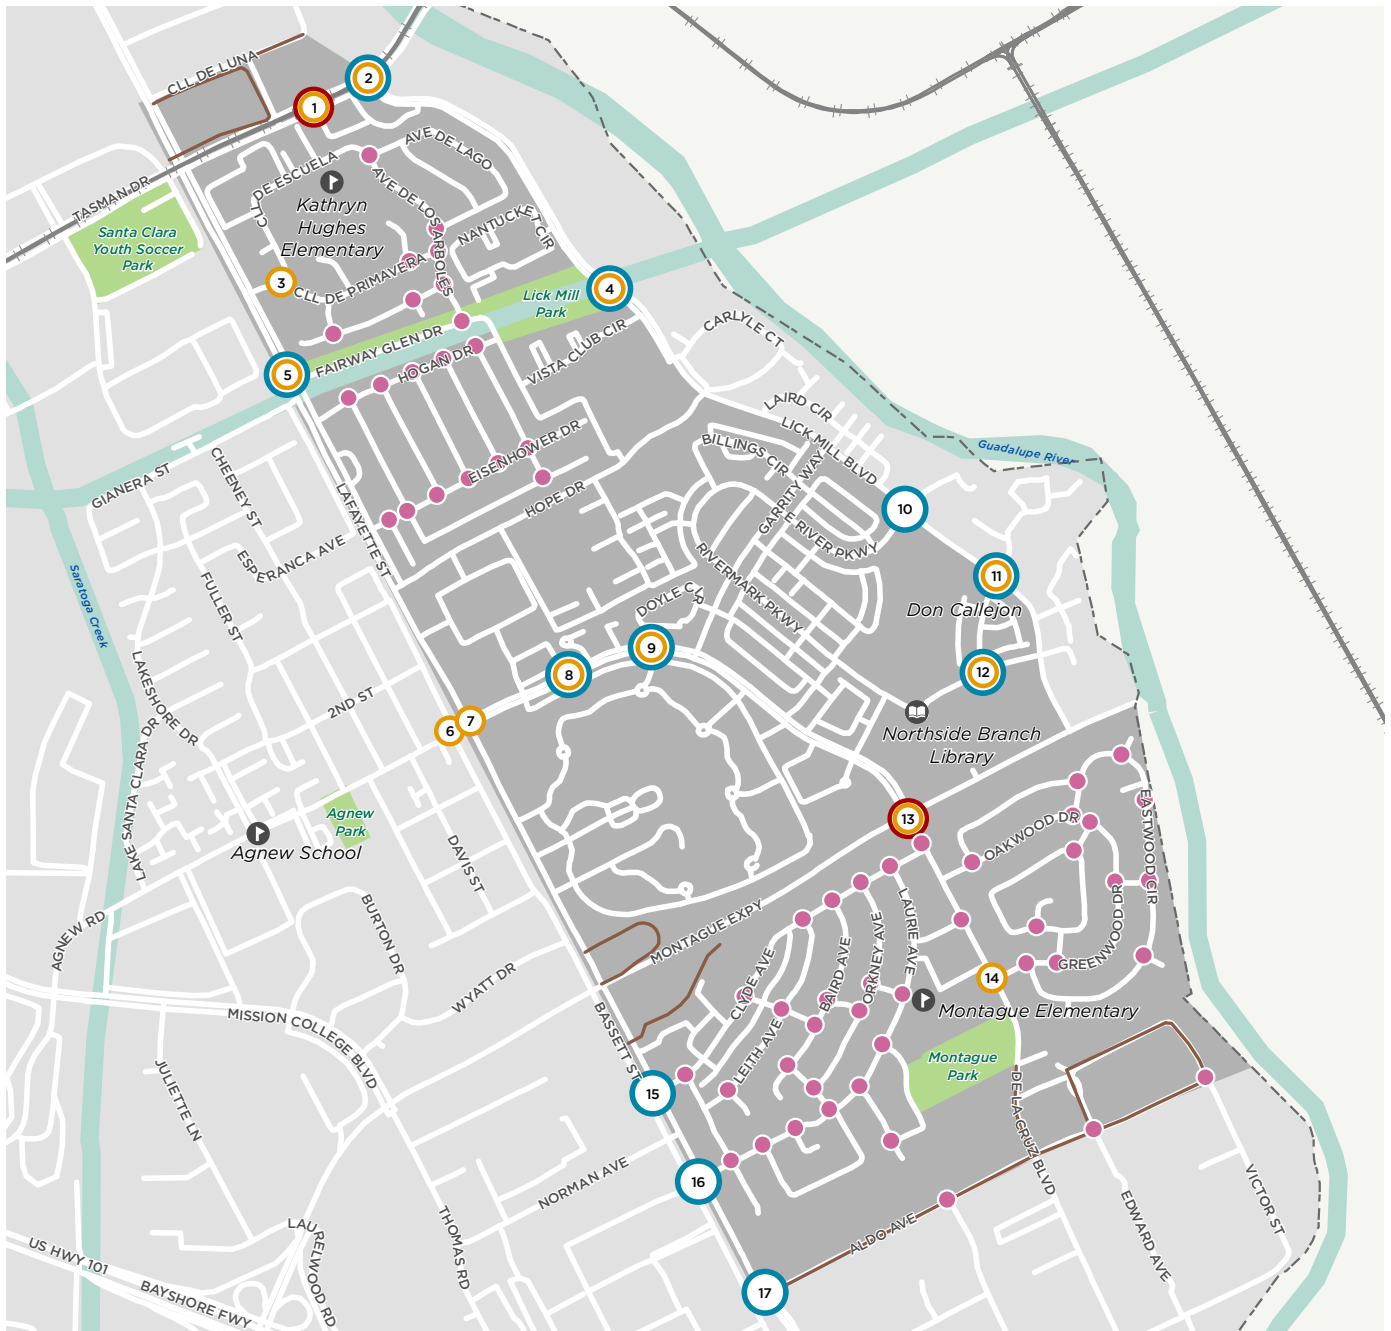 CLL DE LUNA
2
1
AVE DE LAGO
DE ESCUELA
CLL
AVE DE LOS ARBOLES
TASMAN DR
Kathryn
Hughes
Elementary
NANTUCKET CIR
Santa Clara
Youth Soccer
Park
3
CLL DE PRIMAVERA
4
Lick Mill
Park
FAIRWAY GLEN DR
VISTA CLUB CIR
CARLYLE CT
5
HOGAN DR
LAIRD CIR
LICK MILL BLVD
BILLINGS CIR
GARRITY WAY
Guadalupe River
EISENHOWER DR
GIANERA ST
CHEENEY ST
HOPE DR
LAFAYETTE ST
10
E RIVER PKWY
ESPERANCA AVE
RIVERMARK PKWY
11
Don Callejon
Saratoga Creek
FULLER ST
DOYLE CIR
9
8
12
LAKESHORE DR
2ND ST
6
7
Northside Branch
Library
LAKE SANTA CLARA DR
Agnew
Park
Agnew School
DAVIS ST
13
OAKWOOD DR
EASTWOOD CIR
GREENWOOD DR
AGNEW RD
BURTON DR
MONTAGUE EXPY
LAURIE AVE
ORKNEY AVE
BAIRD AVE
CLYDE AVE
LEITH AVE
14
Montague Elementary
WYATT DR
MISSION COLLEGE BLVD
BASSETT ST
Montague
Park
JULIETTE LN
15
DE LA CRUZ BLVD
16
NORMAN AVE
THOMAS RD
LAURELWOOD RD
US HWY 101
BAYSHORE FWY
ALDO AVE
EDWARD AVE
VICTOR ST
17